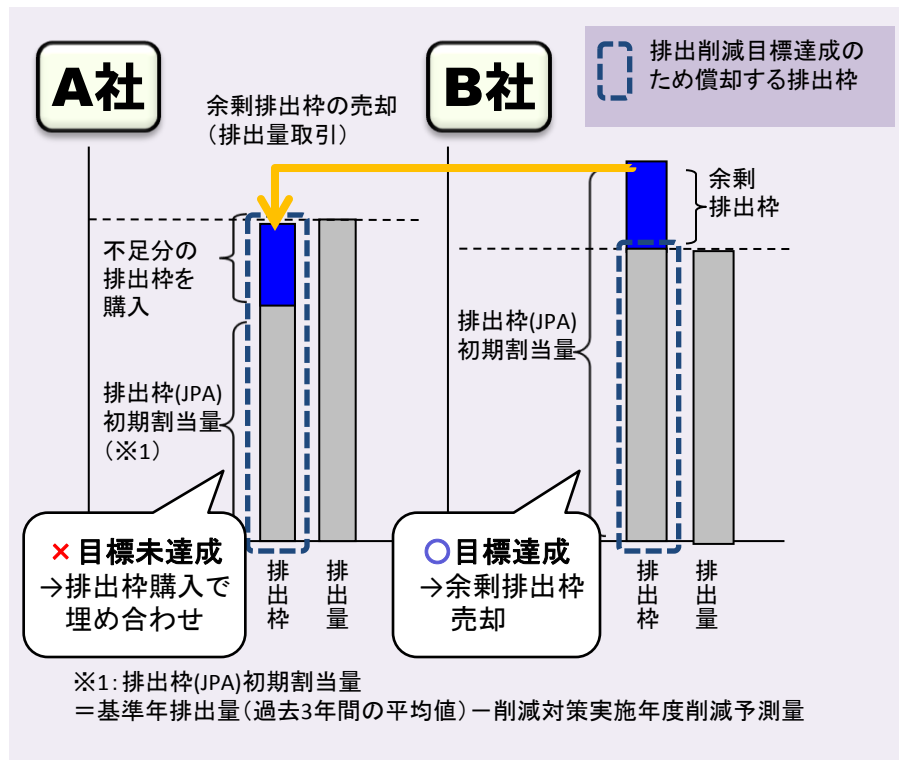 A社
余剰排出枠の売却
（排出量取引）
不足分の
排出枠を
購入
排出枠(JPA)
初期割当量
（※1）
×目標未達成
→排出枠購入で
埋め合わせ
排出枠
排出量
B社
排出削減目標達成の
ため償却する排出枠
余剰
排出枠
排出枠(JPA)
初期割当量
○目標達成
→余剰排出枠
売却
排出枠
排出量
※1：排出枠(JPA)初期割当量
＝基準年排出量（過去3年間の平均値）－削減対策実施年度削減予測量